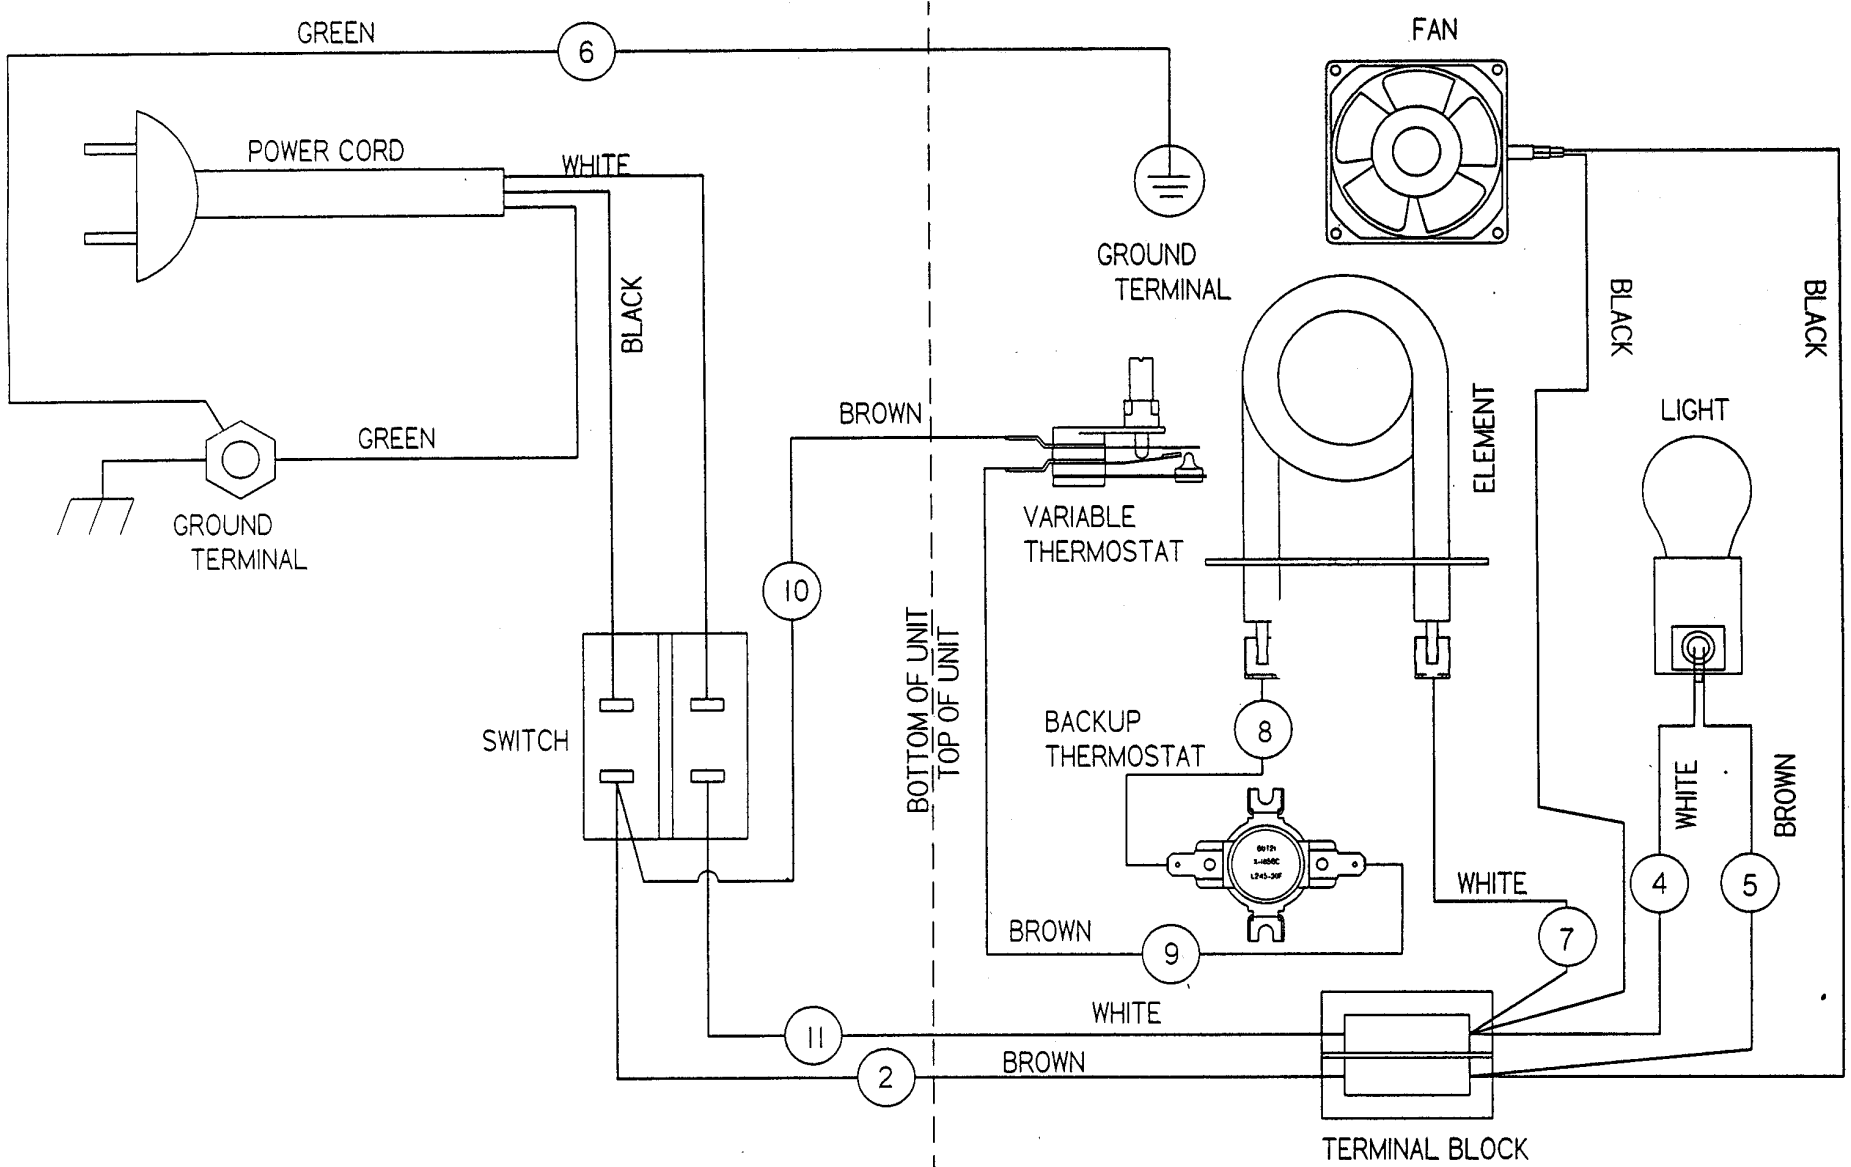 GREEN
6
FAN
POWER CORD
WHITE
GROUND
TERMINAL
BLACK
BLACK
BLACK
BROWN
LIGHT
ELEMENT
GREEN
VARIABLE
THERMOSTAT
GROUND
TERMINAL
10
BOTTOM OF UNIT
TOP OF UNIT
SWITCH
BACKUP
THERMOSTAT
8
WHITE
BROWN
L245-30F
WHITE
4
5
BROWN
9
7
WHITE
11
BROWN
2
TERMINAL BLOCK